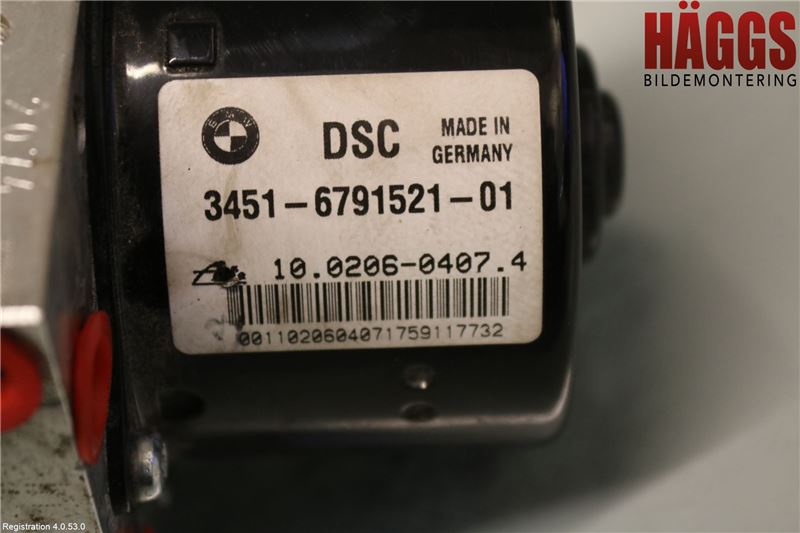 HÄGGS
BILDEMONTERING
BMW
DSC
MADE IN
GERMANY
3451-6791521-01
10.0206-0407.4
0011020604071759117732
Registration 4.0.53.0